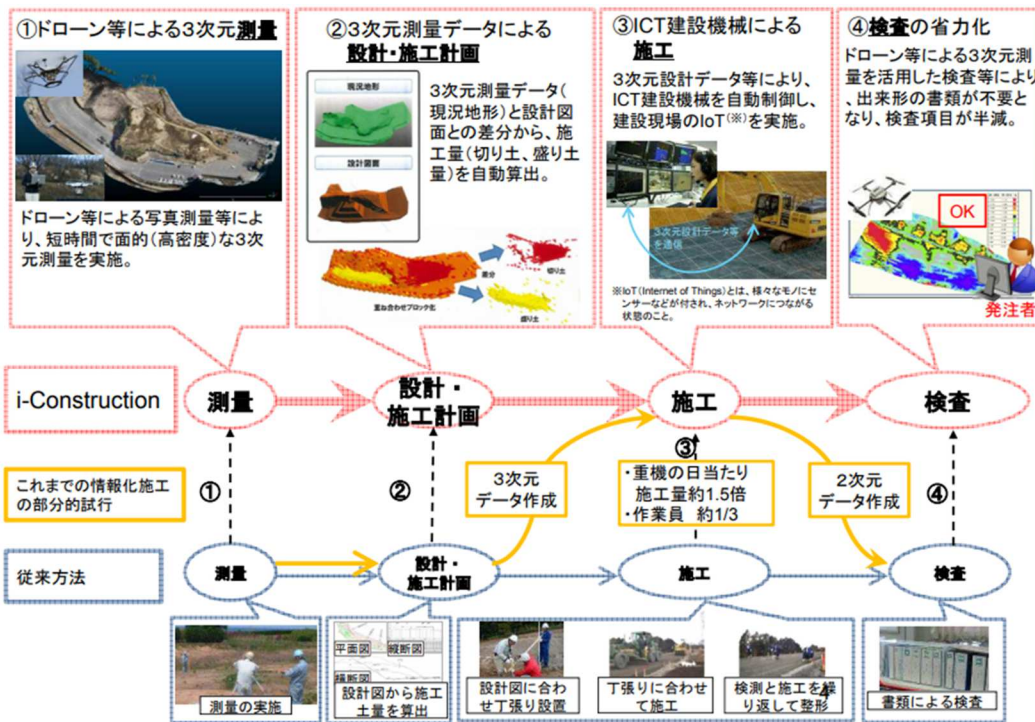 ①ドローン等による3次元測量
ドローン等による写真測量等によ
り、短時間で面的(高密度)な3次
元測量を実施。
②3次元測量データによる
設計・施工計画
現況地形
設計図面
3次元測量データ(
現況地形)と設計図
面との差分から、施
工量(切り土、盛り土
量)を自動算出。
差分
切り土
重ね合わせブロック化
盛り土
③ICT建設機械による
施工
3次元設計データ等により、
ICT建設機械を自動制御し、
建設現場のIoT(※)を実施。
3次元設計データ等
を通信
※IoT(Internet of Things)とは、様々なモノにセ
ンサーなどが付され、ネットワークにつながる
状態のこと。
④検査の省力化
ドローン等による3次元測
量を活用した検査等により
、出来形の書類が不要と
なり、検査項目が半減。
OK
発注者
i-Construction
測量
設計・
施工計画
施工
検査
これまでの情報化施工
の部分的試行
①
②
3次元
データ作成
③
・重機の日当たり
施工量約1.5倍
・作業員 約1/3
2次元
データ作成
④
従来方法
測量
設計・
施工計画
施工
検査
測量の実施
平面図
縦断図
横断図
設計図から施工
土量を算出
設計図に合わ
せ丁張り設置
丁張りに合わせ
て施工
検測と施工を繰
り返して整形
4
書類による検査